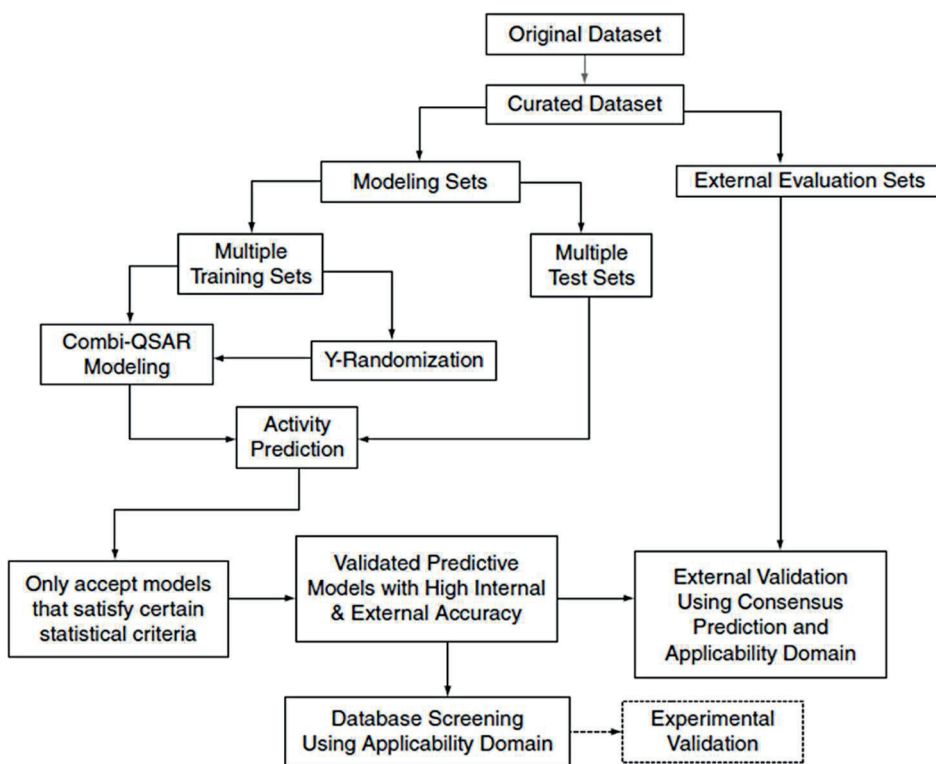 Original Dataset
Curated Dataset
Modeling Sets
External Evaluation Sets
Multiple
Training Sets
Multiple
Test Sets
Combi-QSAR
Modeling
Y-Randomization
Activity
Prediction
Only accept models
that satisfy certain
statistical criteria
Validated Predictive
Models with High Internal
& External Accuracy
External Validation
Using Consensus
Prediction and
Applicability Domain
Database Screening
Using Applicability Domain
Experimental
Validation